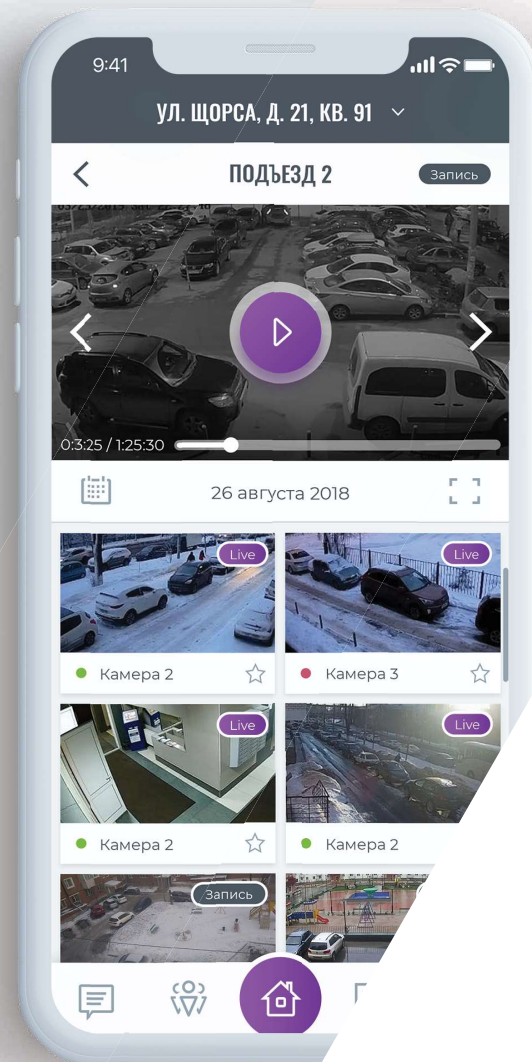 9:41
УЛ. ЩОРСА, Д. 21, КВ. 91
ПОДЪЕЗД 2
Запись
0:3:25 / 1:25:30
26 августа 2018
Live
Live
Камера 2
Камера 3
Live
Live
Камера 2
Камера 2
Запись